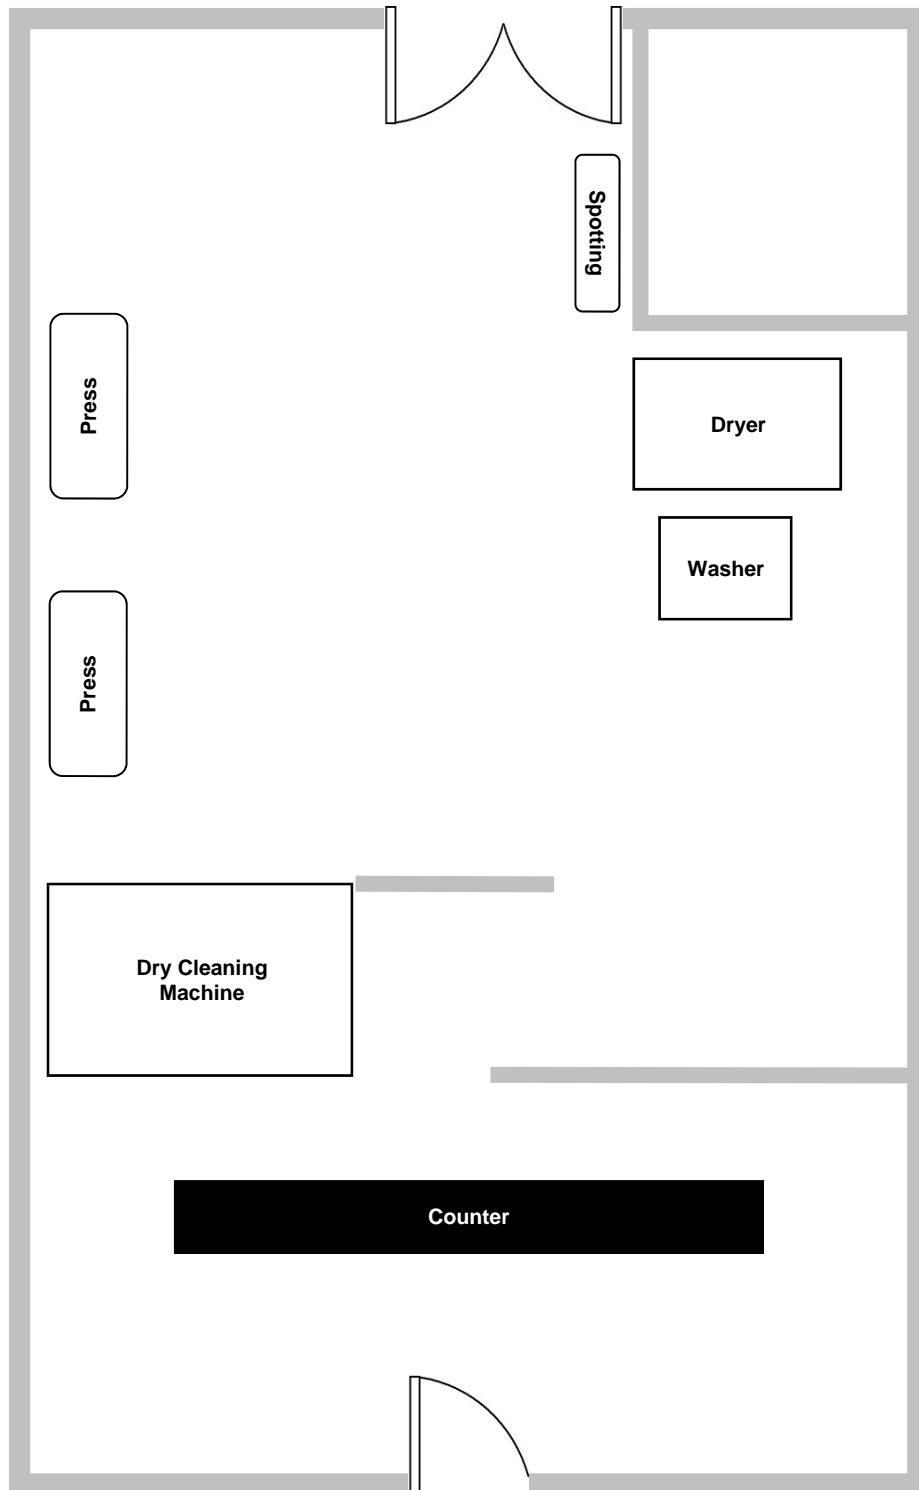 Spotting
Press
Dryer
Washer
Press
Dry Cleaning
Machine
Counter